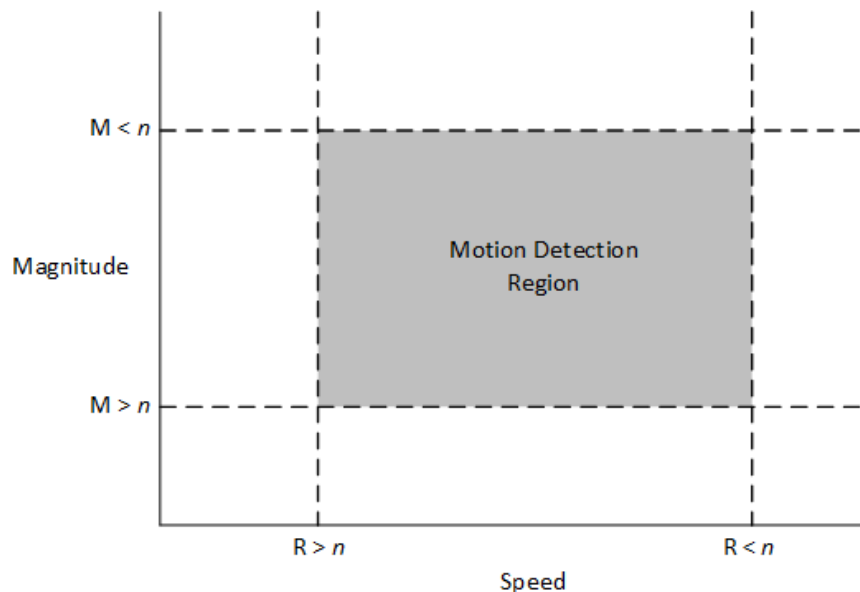 M < n
Motion Detection
Region
Magnitude
M > n
R > n
R < n
Speed